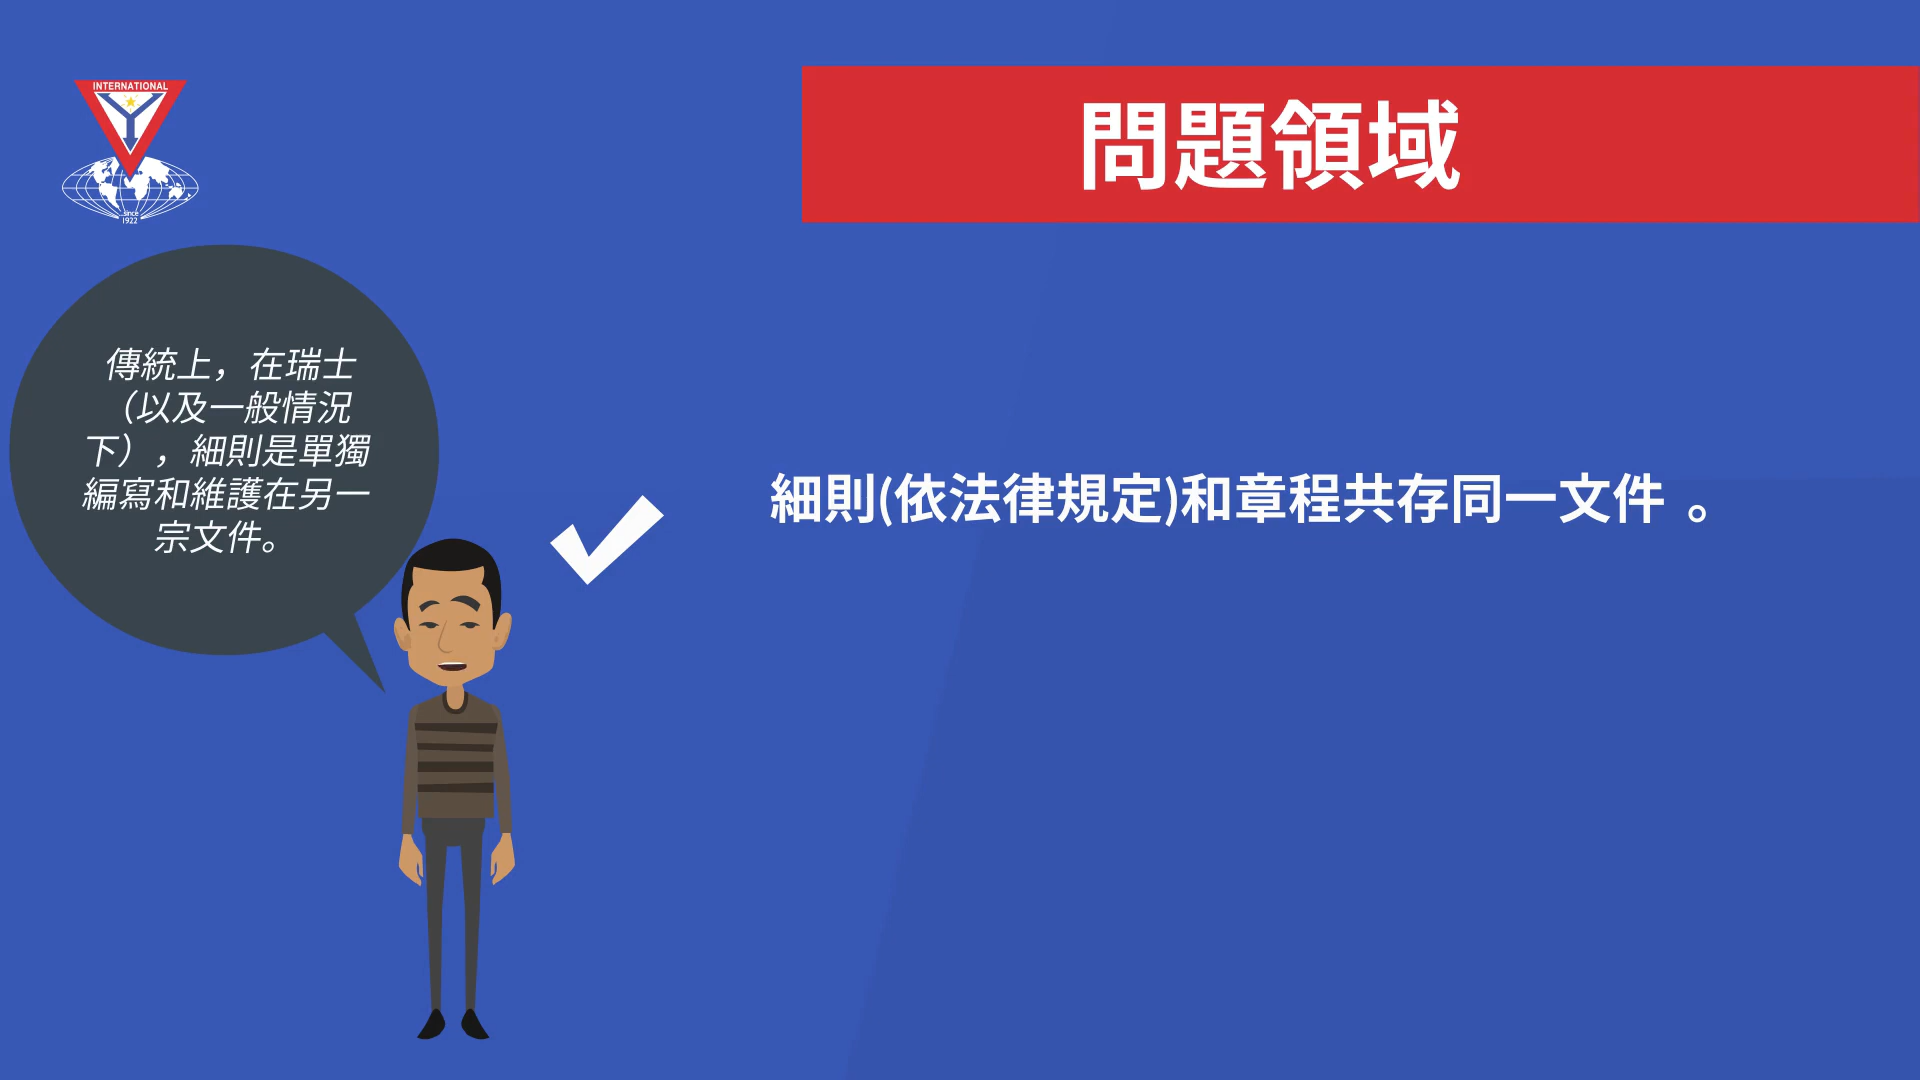 INTERNATIONAL
since
1922
問題領域
傳統上，在瑞士
（以及一般情況
下），細則是單獨
編寫和維護在另一
宗文件。
細則(依法律規定)和章程共存同一文件 。